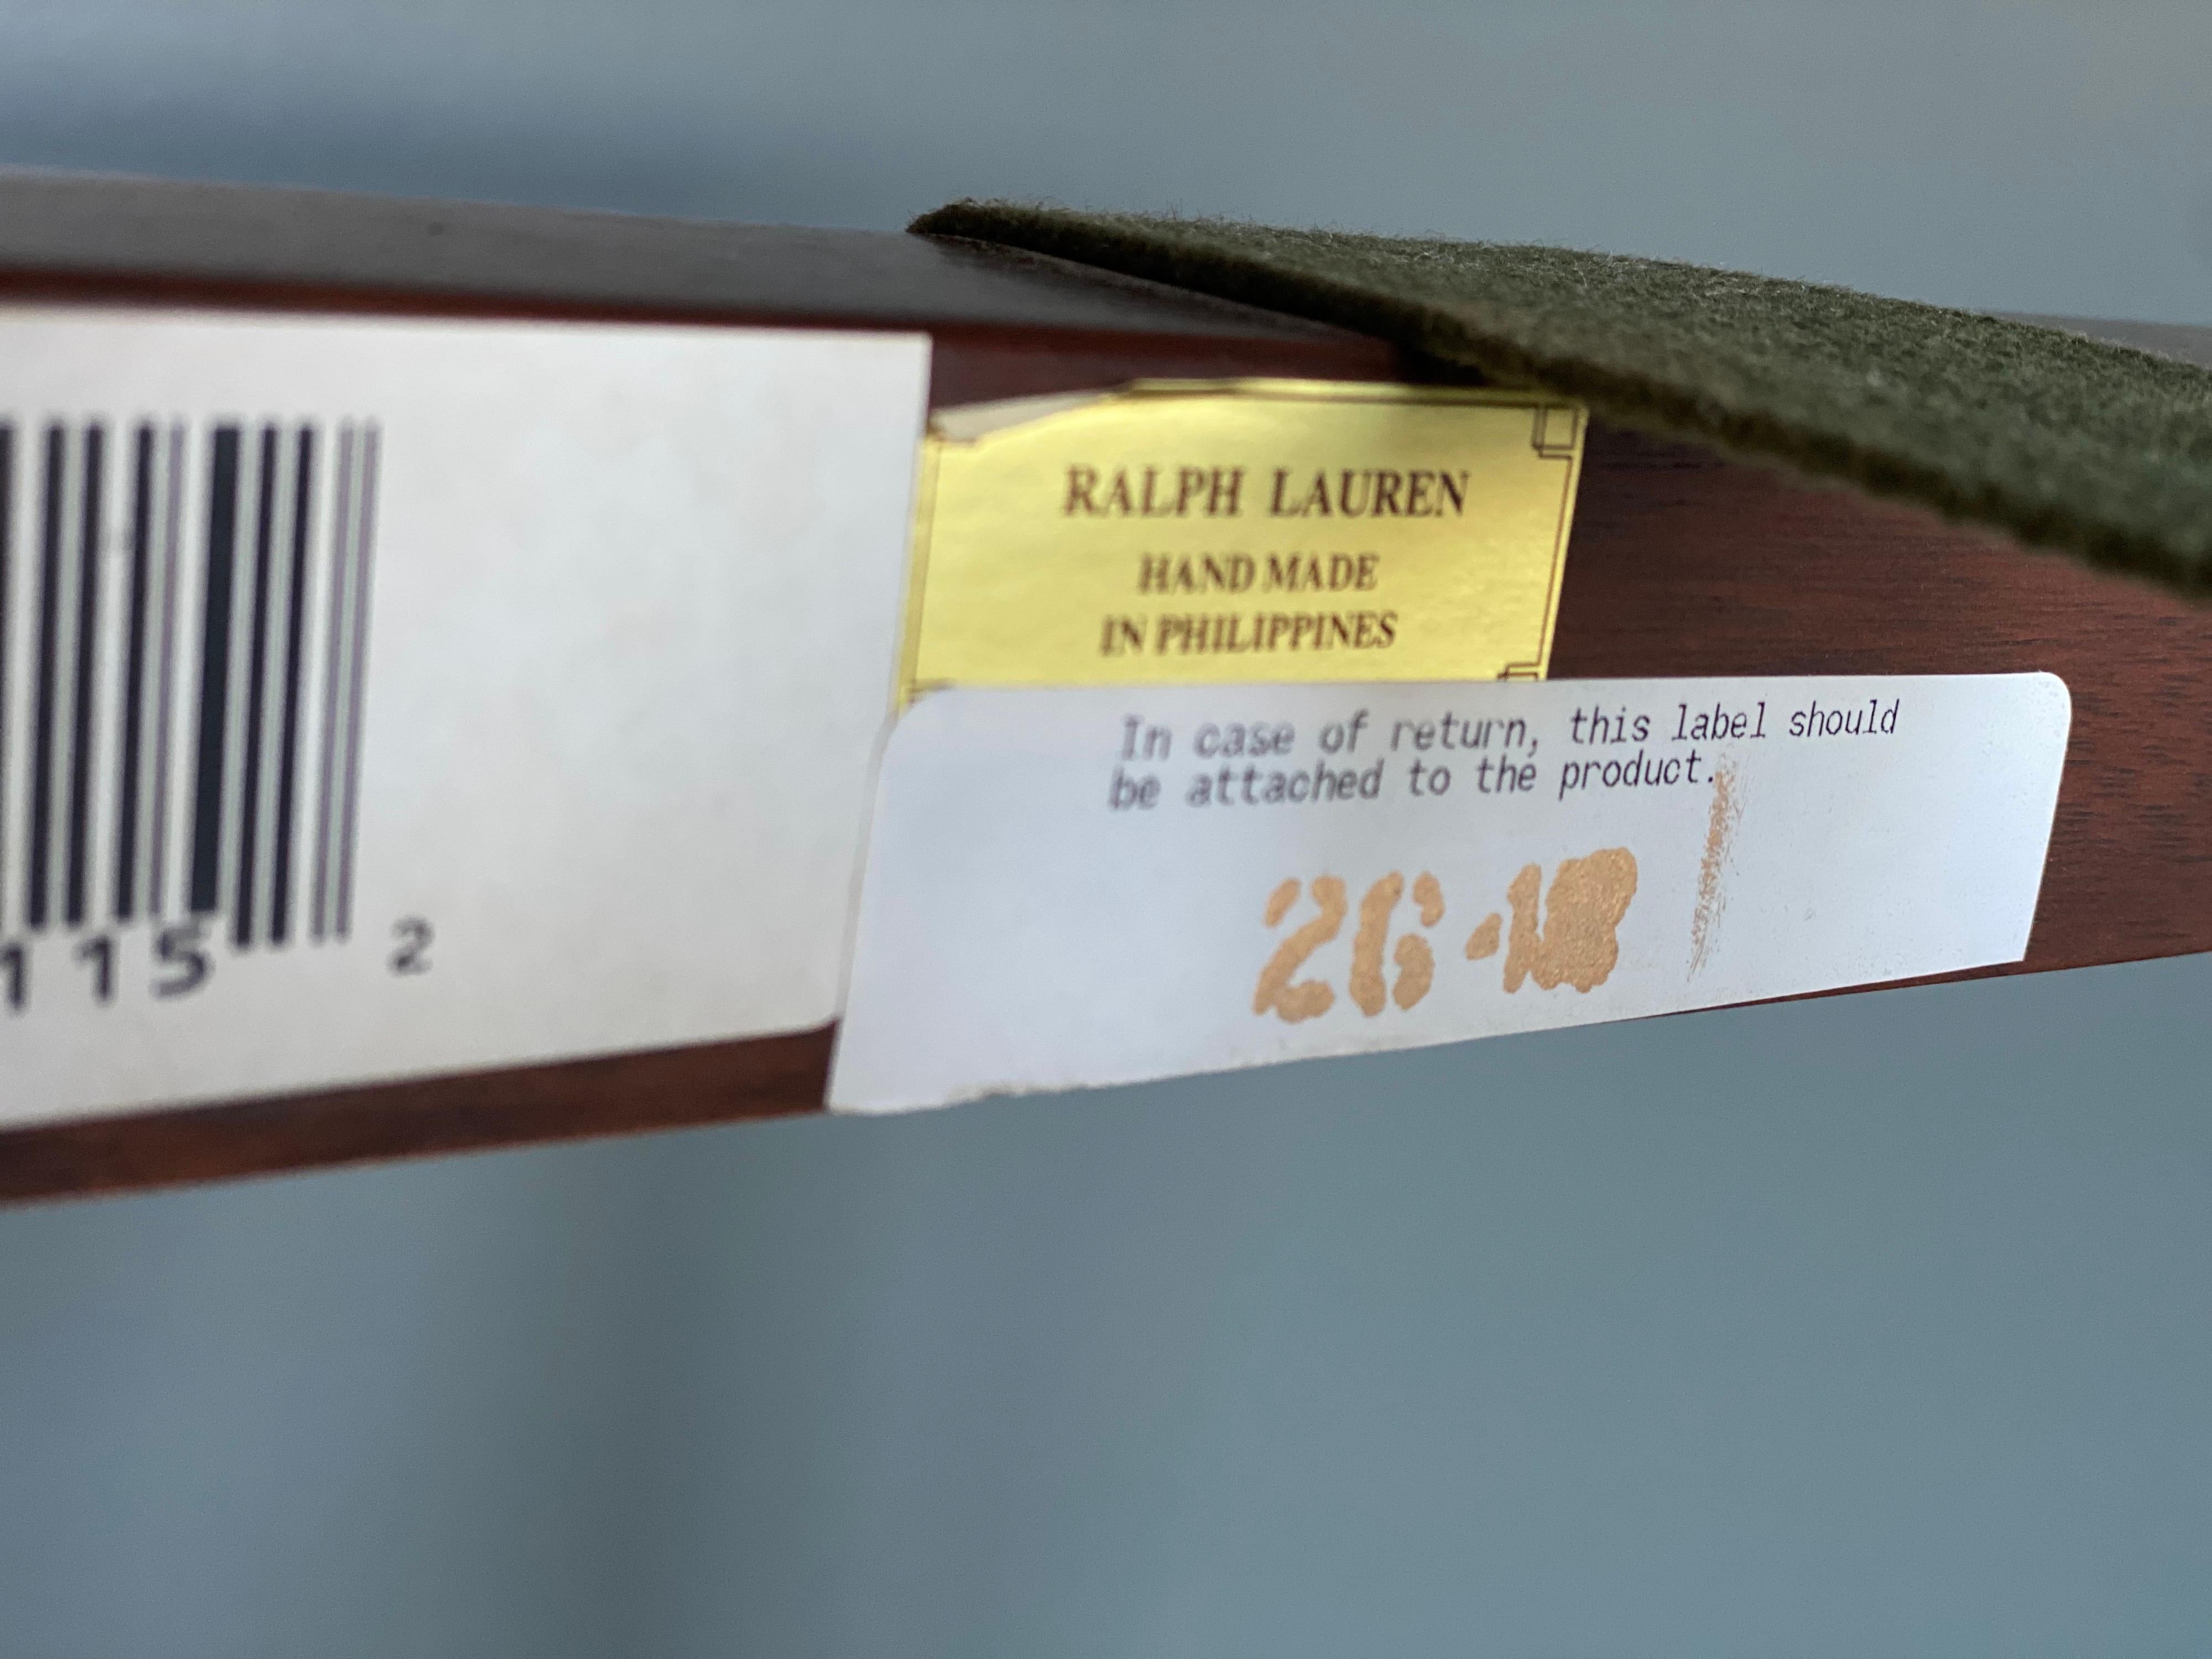 RALPH LAUREN
HAND MADE
IN PHILIPPINES
In case of return, this label should
be attached to the product.
115 2